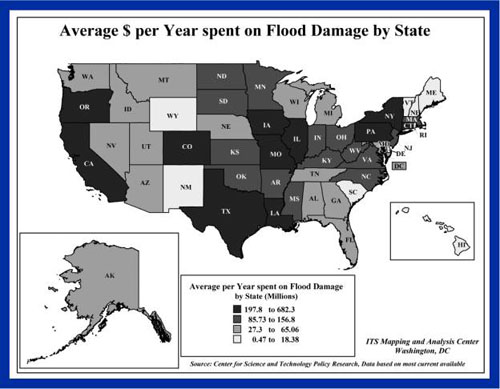 Average $ per Year spent on Flood Damage by State
WA
MT
ND
MN
ME
VT
NH
OR
ID
SD
WI
MI
NY
MA
CT
RI
WY
IA
PA
NJ
NE
NV
UT
CO
IL
IN
OH
DE
MD
DC
WV
VA
CA
KS
MO
KY
NC
TN
AZ
NM
OK
AR
SC
MS
AL
GA
TX
LA
FL
AK
HI
Average per Year spent on Flood Damage
by State (Millions)
197.8 to 682.3
85.73 to 156.8
27.3 to 65.06
0.47 to 18.38
ITS Mapping and Analysis Center
Washington, DC
Source: Center for Science and Technology Policy Research, Data based on most current available